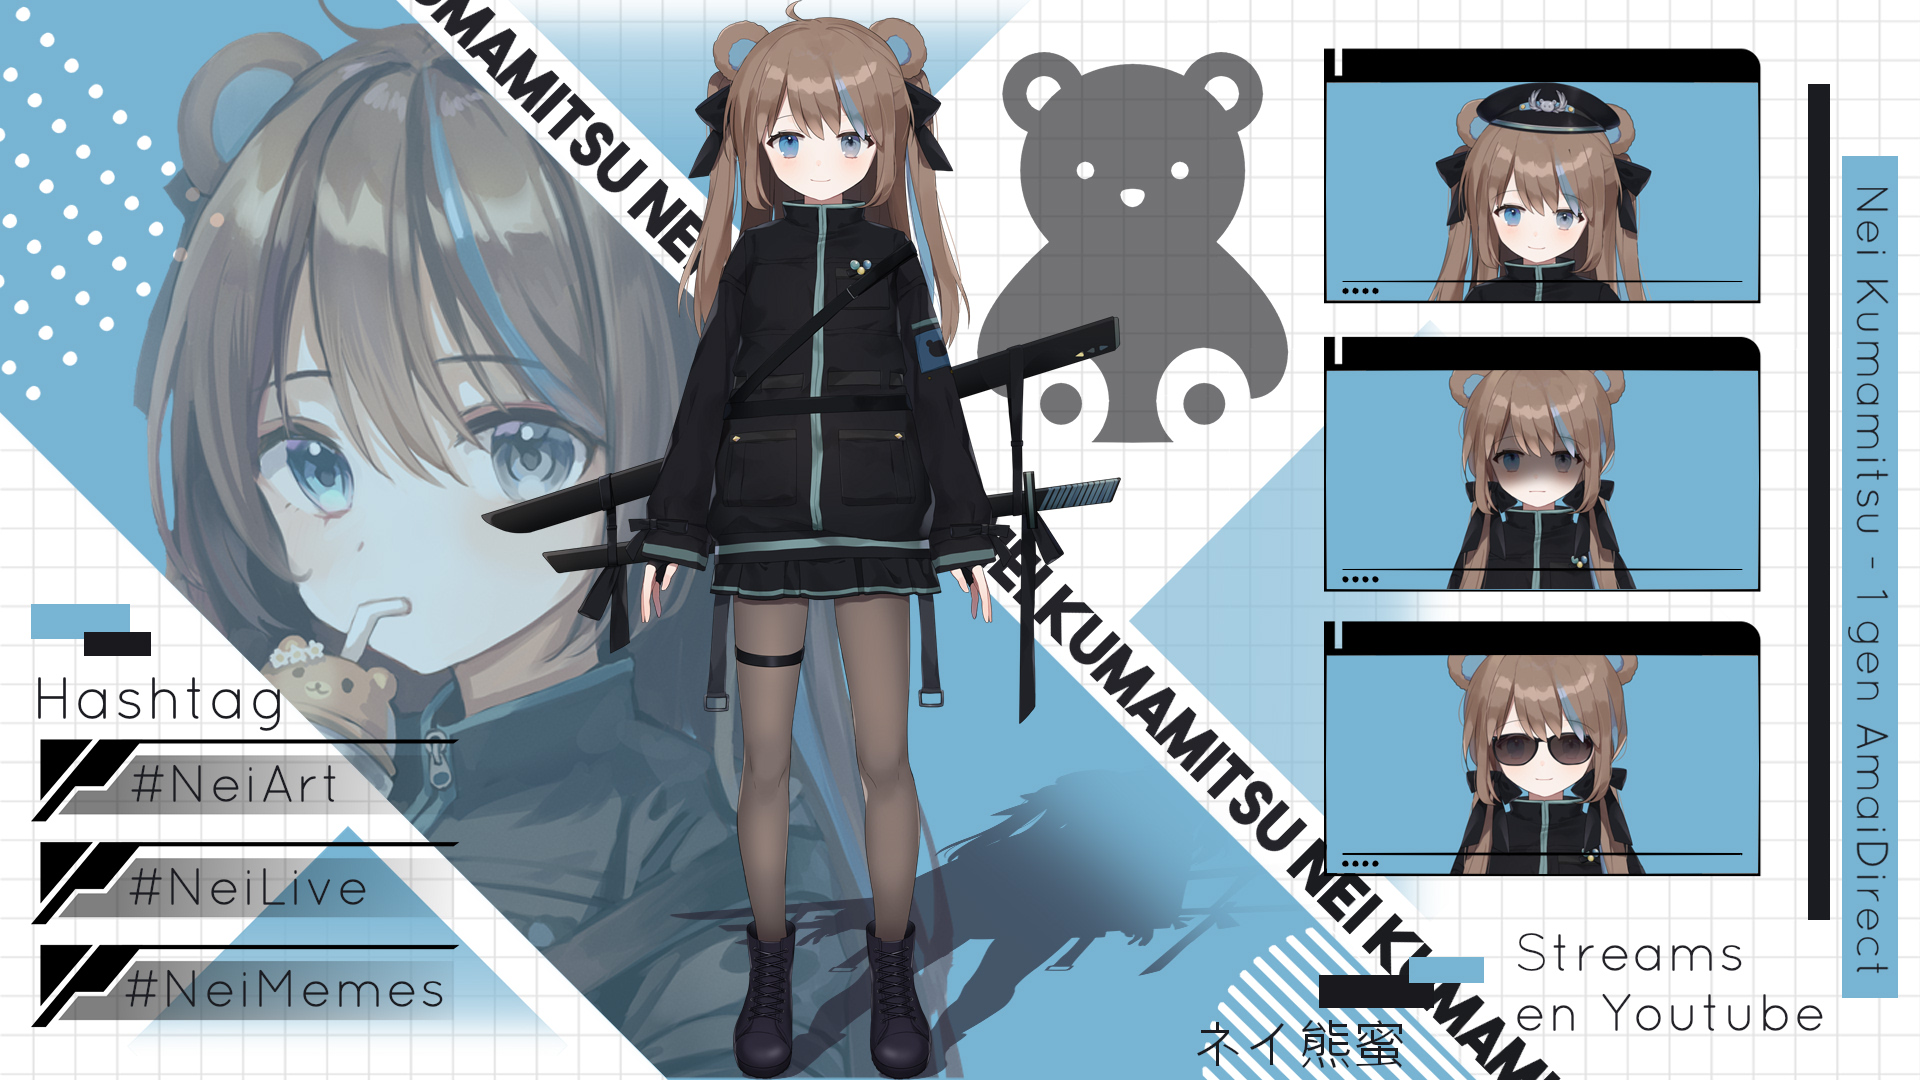 KUMAMITSU NEI
NEI KUMAMITSU NEI KUMAMI
Hashtag
#NeiArt
#NeiLive
#NeiMemes
Nei Kumamitsu - 1 gen AmaiDirect
Streams
en Youtube
ネイ熊蜜